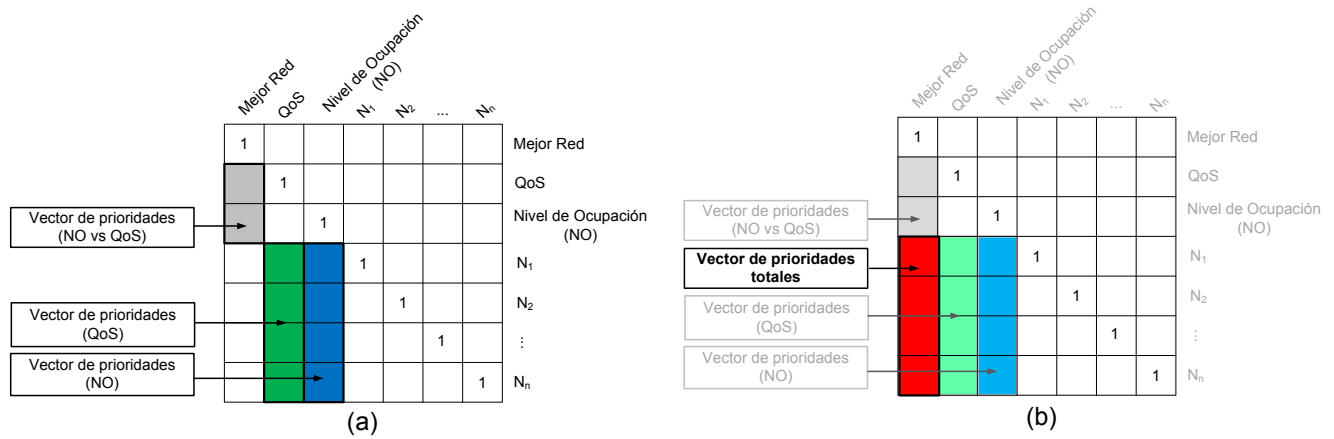 Mejor Red
QoS
Nivel de Ocupación
(NO)
N1
N2
...
Nn
1
Mejor Red
1
QoS
Vector de prioridades
(NO vs QoS)
1
Nivel de Ocupación
(NO)
1
N1
1
N2
Vector de prioridades
(QoS)
1
⋮
Vector de prioridades
(NO)
1
Nn
(a)
Mejor Red
QoS
Nivel de Ocupación
(NO)
N1
N2
...
Nn
1
Mejor Red
1
QoS
Vector de prioridades
(NO vs QoS)
1
Nivel de Ocupación
(NO)
Vector de prioridades
totales
1
N1
1
N2
Vector de prioridades
(QoS)
1
⋮
Vector de prioridades
(NO)
1
Nn
(b)